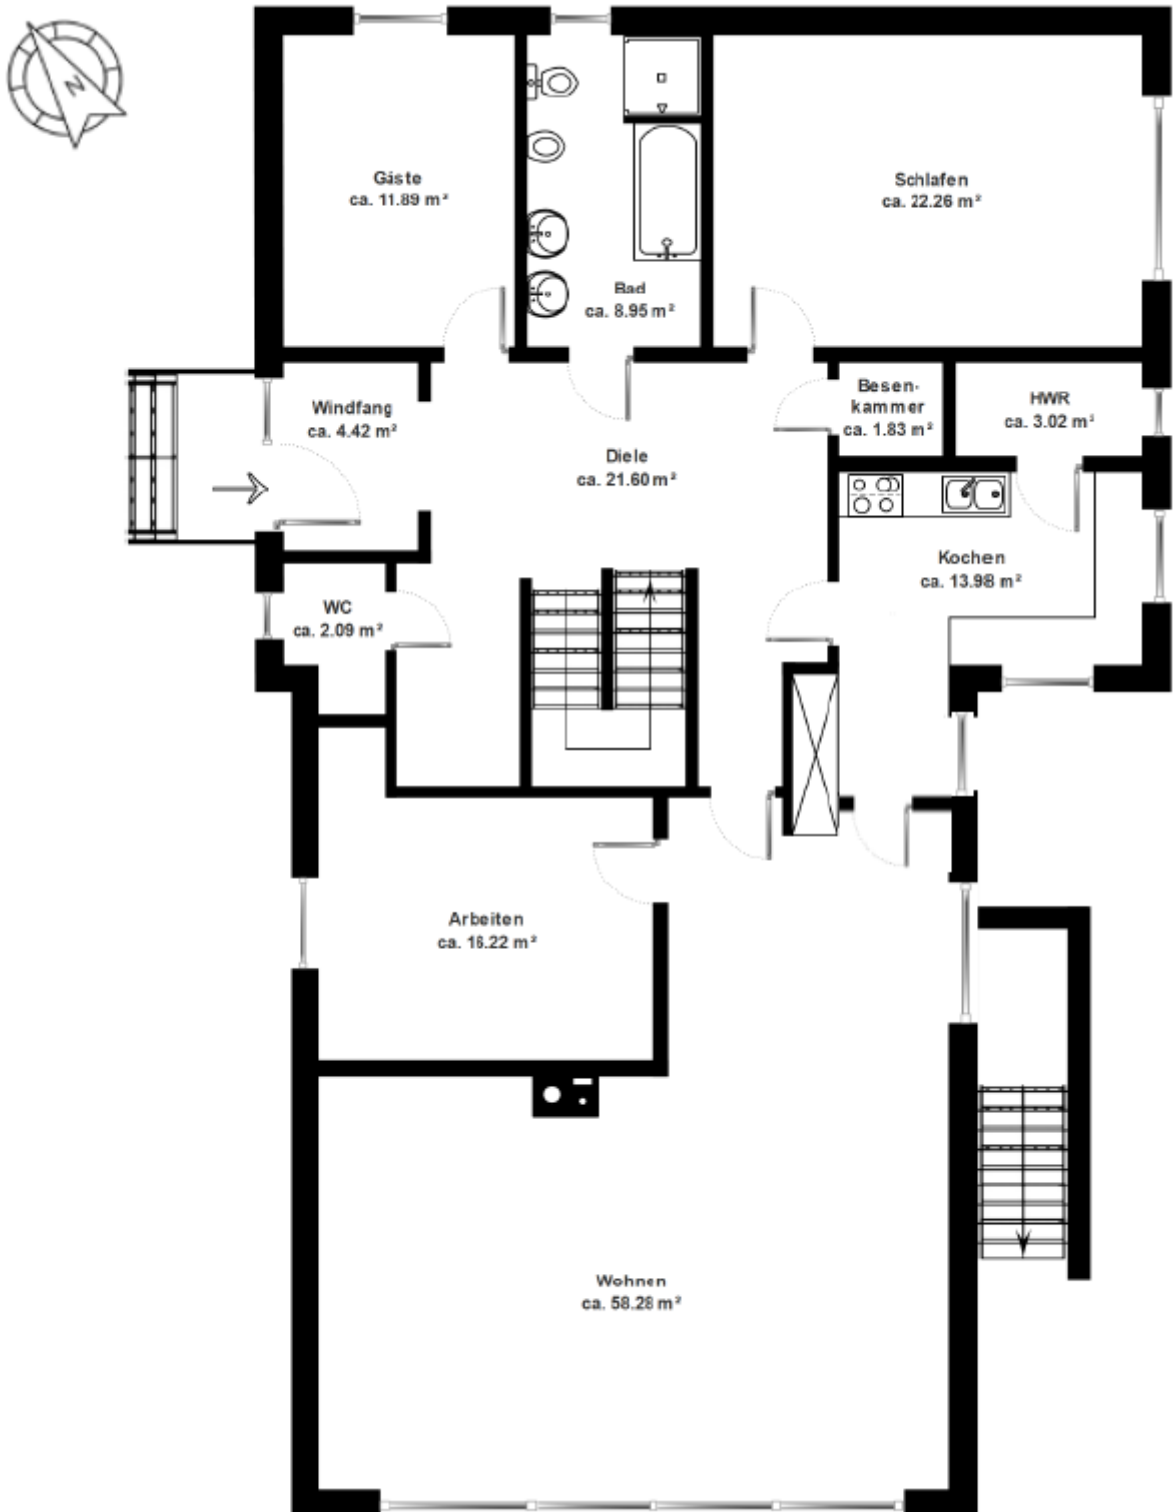 N
Gäste
ca. 11.89 m²
Schlafen
ca. 22.26 m²
Bad
ca. 8.95 m²
Windfang
ca. 4.42 m²
Besen-
kammer
ca. 1.83 m²
HWR
ca. 3.02 m²
Diele
ca. 21.60 m²
Kochen
ca. 13.98 m²
WC
ca. 2.09 m²
Arbeiten
ca. 16.22 m²
Wohnen
ca. 58.28 m²